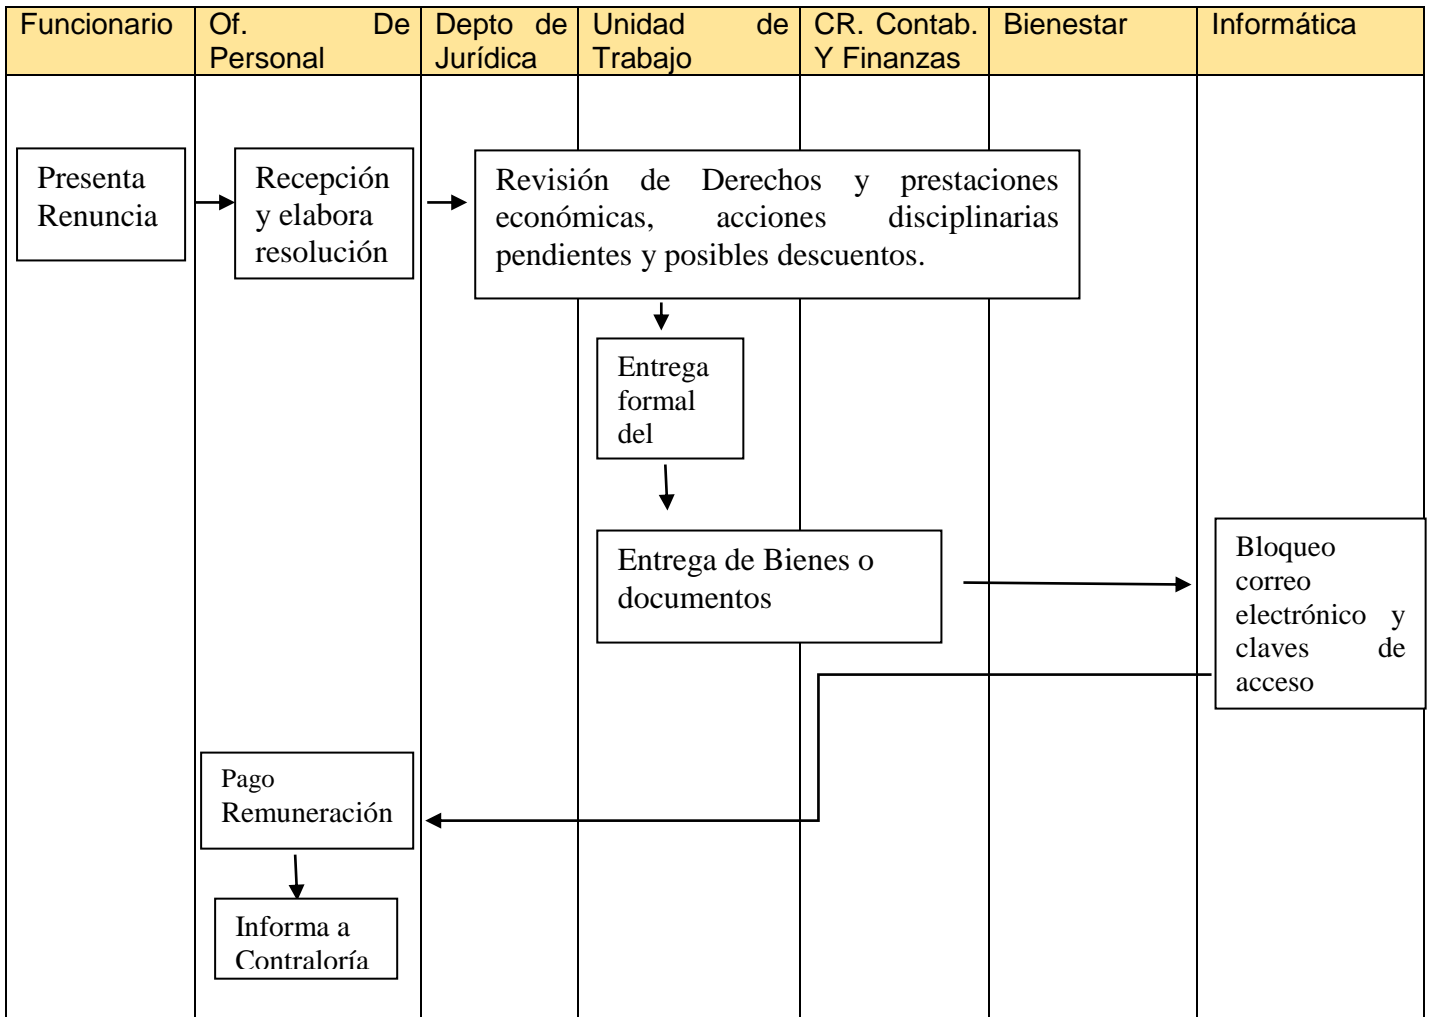 Funcionario
Of. De
Personal
Depto de
Jurídica
Unidad de
Trabajo
CR. Contab.
Y Finanzas
Bienestar
Informática
Presenta
Renuncia
Recepción
y elabora
resolución
Revisión de Derechos y prestaciones
económicas, acciones disciplinarias
pendientes y posibles descuentos.
Entrega
formal
del
Entrega de Bienes o
documentos
Bloqueo
correo
electrónico y
claves de
acceso
Pago
Remuneración
Informa a
Contraloría